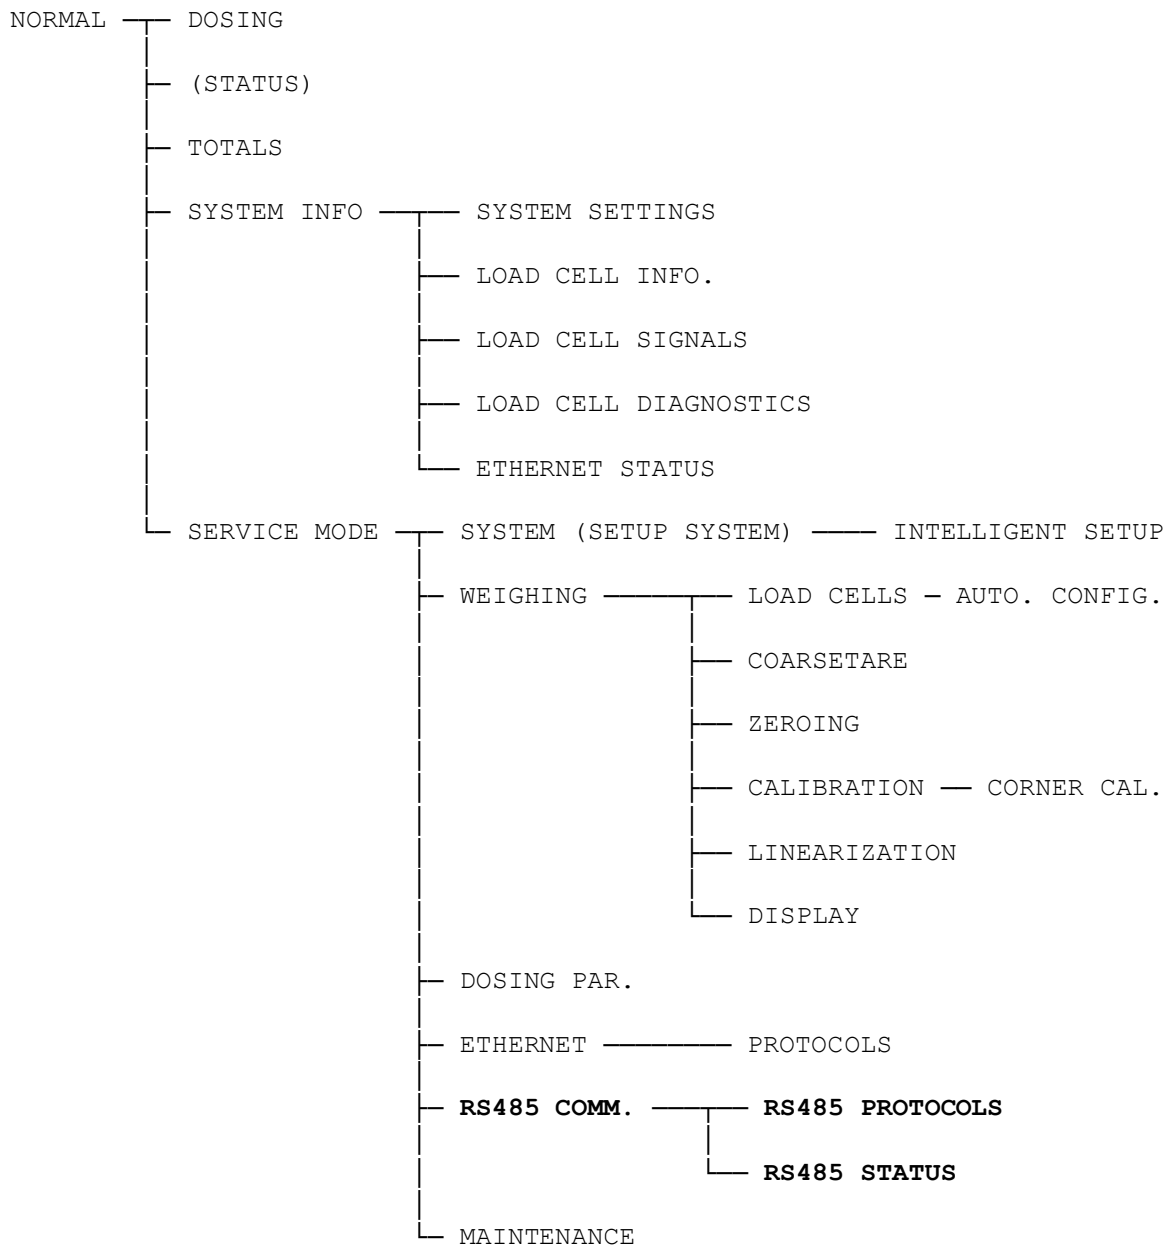 NORMAL DOSING
(STATUS)
TOTALS
SYSTEM INFO SYSTEM SETTINGS
LOAD CELL INFO.
LOAD CELL SIGNALS
LOAD CELL DIAGNOSTICS
ETHERNET STATUS
SERVICE MODE SYSTEM (SETUP SYSTEM) INTELLIGENT SETUP
WEIGHING LOAD CELLS AUTO. CONFIG.
COARSETARE
ZEROING
CALIBRATION CORNER CAL.
LINEARIZATION
DISPLAY
DOSING PAR.
ETHERNET PROTOCOLS
RS485 COMM. RS485 PROTOCOLS
RS485 STATUS
MAINTENANCE